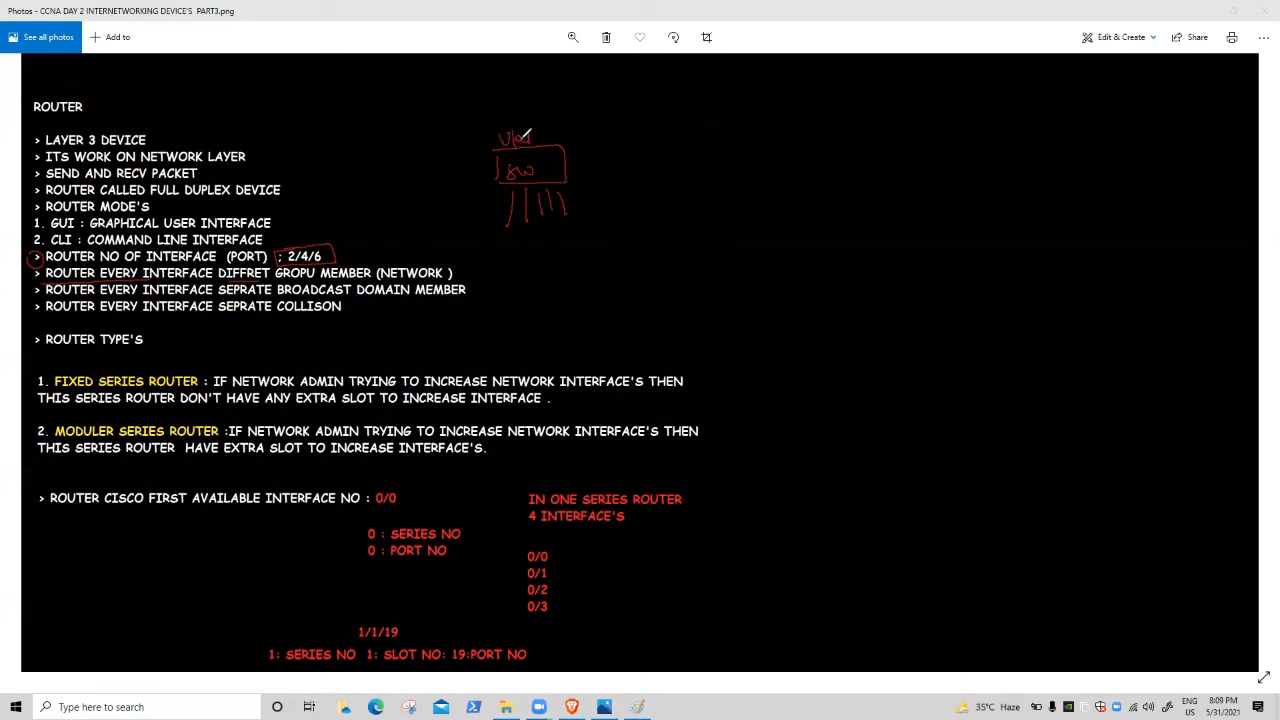 Photos - CCNA DAY 2 INTERNETWORKING DEVICE'S PART3.png
See all photos
Add to
Edit & Create
Share
ROUTER
> LAYER 3 DEVICE
> ITS WORK ON NETWORK LAYER
> SEND AND RECV PACKET
> ROUTER CALLED FULL DUPLEX DEVICE
> ROUTER MODE'S
1. GUI : GRAPHICAL USER INTERFACE
2. CLI : COMMAND LINE INTERFACE
> ROUTER NO OF INTERFACE (PORT) : 2/4/6
> ROUTER EVERY INTERFACE DIFFRET GROPU MEMBER (NETWORK )
> ROUTER EVERY INTERFACE SEPRATE BROADCAST DOMAIN MEMBER
> ROUTER EVERY INTERFACE SEPRATE COLLISON
sw
> ROUTER TYPE'S
1. FIXED SERIES ROUTER : IF NETWORK ADMIN TRYING TO INCREASE NETWORK INTERFACE'S THEN
THIS SERIES ROUTER DON'T HAVE ANY EXTRA SLOT TO INCREASE INTERFACE .
2. MODULER SERIES ROUTER :IF NETWORK ADMIN TRYING TO INCREASE NETWORK INTERFACE'S THEN
THIS SERIES ROUTER HAVE EXTRA SLOT TO INCREASE INTERFACE'S.
> ROUTER CISCO FIRST AVAILABLE INTERFACE NO : 0/0
0 : SERIES NO
0 : PORT NO
IN ONE SERIES ROUTER
4 INTERFACE'S
0/0
0/1
0/2
0/3
1/1/19
1: SERIES NO 1: SLOT NO: 19:PORT NO
Type here to search
35°C Haze
ENG
US
8:09 PM
5/31/2021